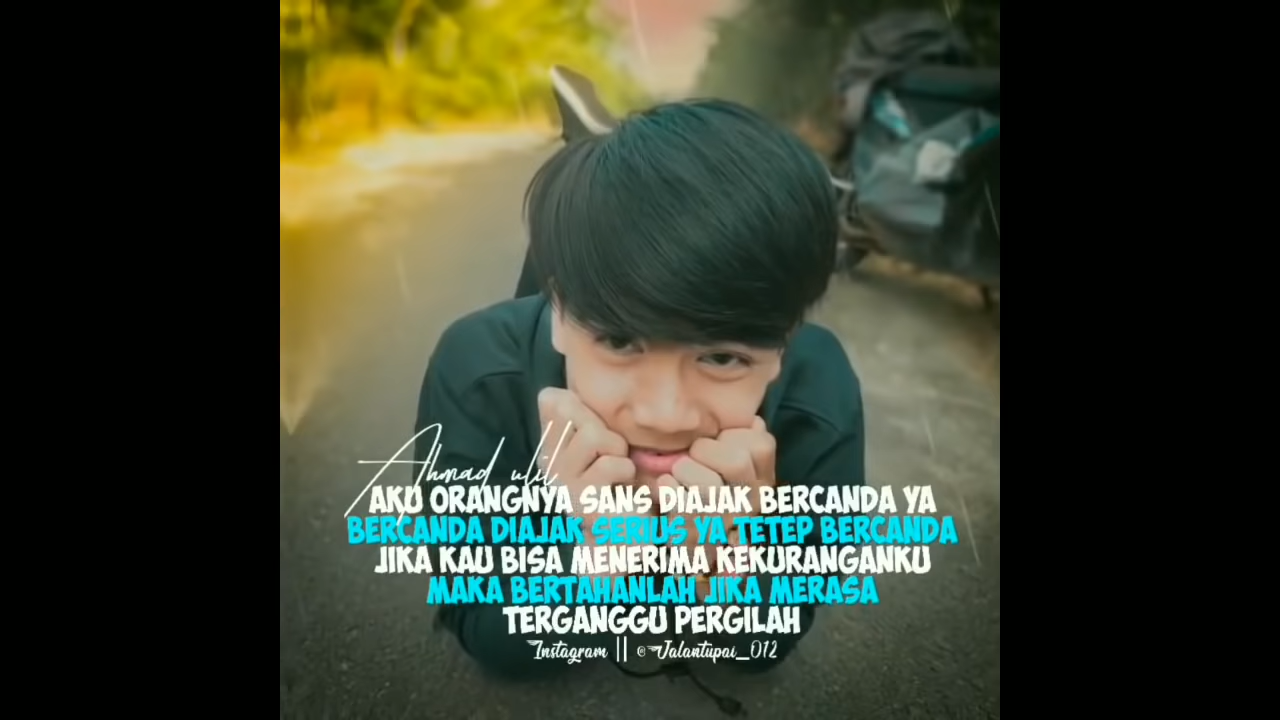 Ahmad ulil
AKU ORANGNYA SANS DIAJAK BERCANDA YA
BERCANDA DIAJAK SERIUS YA TETEP BERCANDA
JIKA KAU BISA MENERIMA KEKURANGANKU
MAKA BERTAHANLAH JIKA MERASA
TERGANGGU PERGILAH
Instagram || @Jalantupai_012